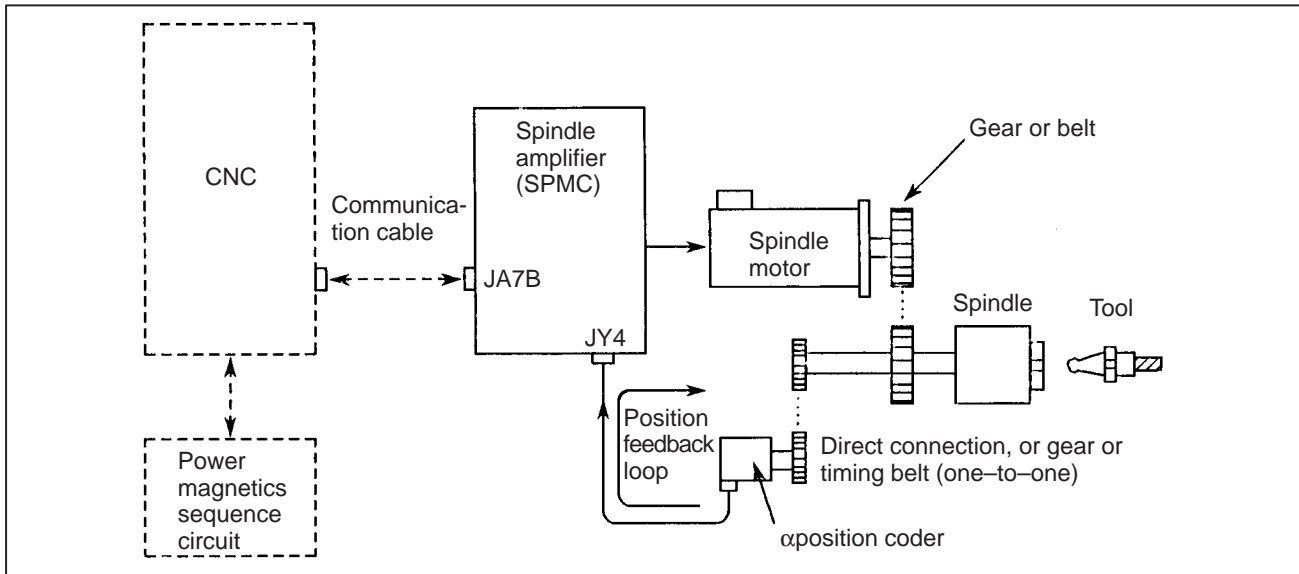 CNC
Communica-
tion cable
Spindle
amplifier
(SPMC)
JA7B
JY4
Spindle
motor
Gear or belt
Spindle
Tool
Position
feedback
loop
Direct connection, or gear or
timing belt (one–to–one)
αposition coder
Power
magnetics
sequence
circuit